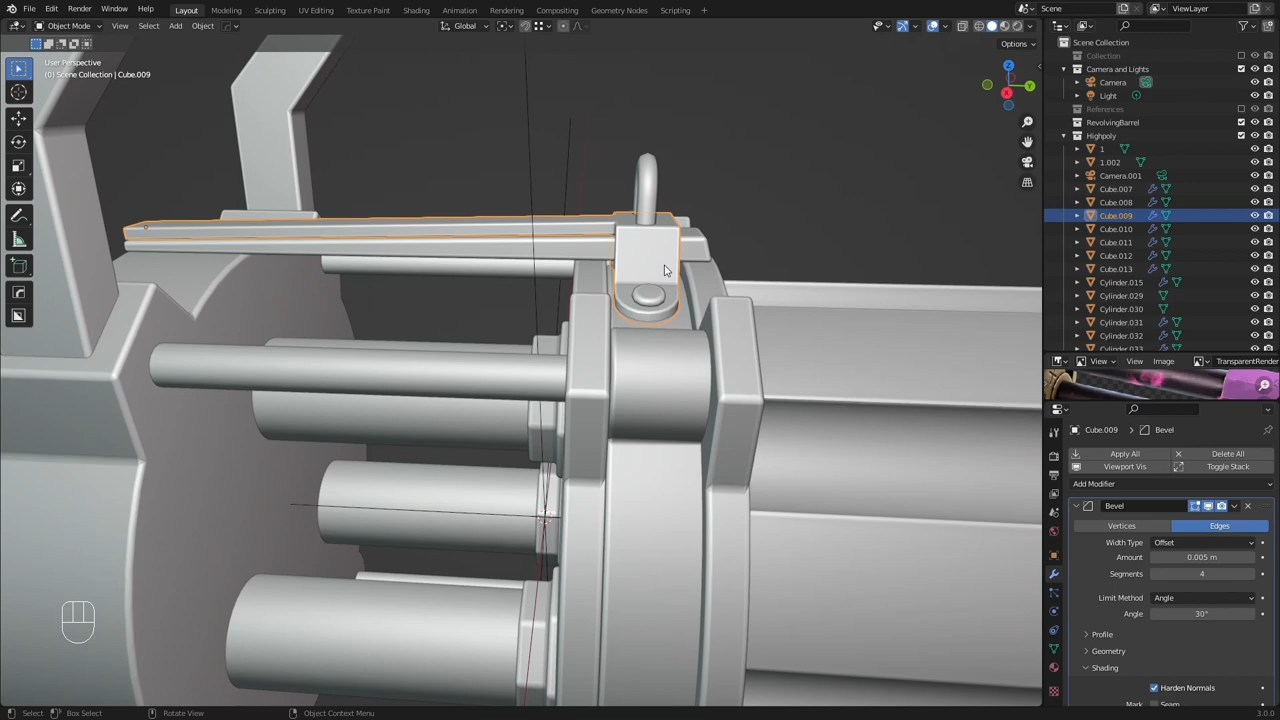 File Edit Render Window Help Layout Modeling Sculpting UV Editing Texture Paint Shading Animation Rendering Compositing Geometry Nodes Scripting + Scene ViewLayer
Object Mode View Select Add Object Global
Options
User Perspective
(0) Scene Collection | Cube.009
Z
Y
X
Scene Collection
Collection
Camera and Lights
Camera
Light
References
RevolvingBarrel
Highpoly
1
1.002
Camera.001
Cube.007
Cube.008
Cube.009
Cube.010
Cube.011
Cube.012
Cube.013
Cylinder.015
Cylinder.029
Cylinder.030
Cylinder.031
Cylinder.032
Cylinder.033
View View Image TransparentRender
Cube.009 > Bevel
Apply All Delete All
Viewport Vis Toggle Stack
Add Modifier
Bevel
Vertices Edges
Width Type Offset
Amount 0.005 m
Segments 4
Limit Method Angle
Angle 30°
Profile
Geometry
Shading
Harden Normals
Mark Seam
Select Box Select Rotate View Object Context Menu 3.0.0